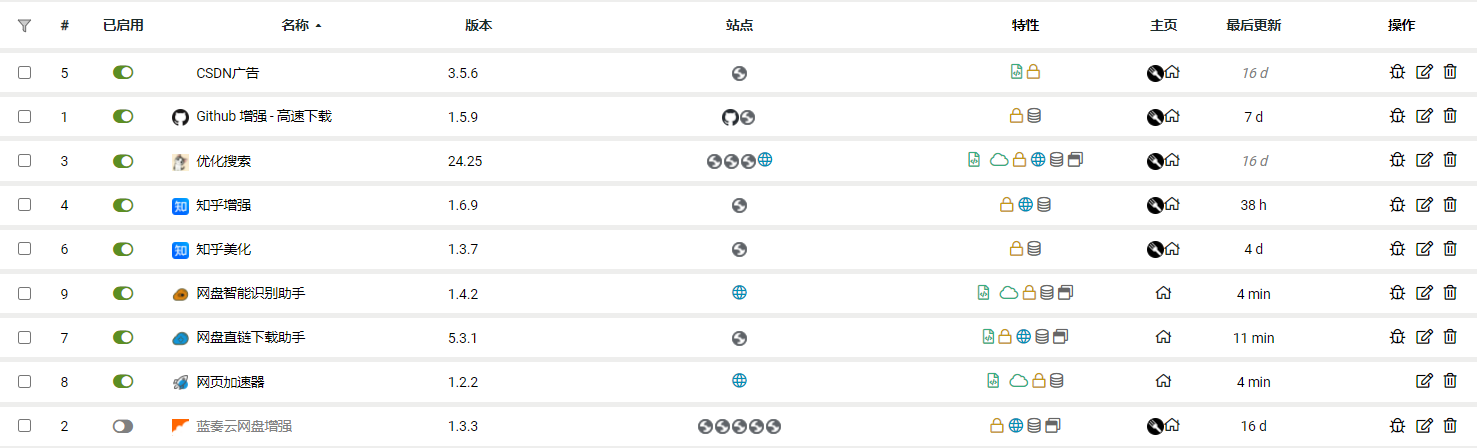 # 已启用 名称 版本 站点 特性 主页 最后更新 操作
5 CSDN广告 3.5.6 16 d
1 Github 增强 - 高速下载 1.5.9 7 d
3 优化搜索 24.25 16 d
4 知 知乎增强 1.6.9 38 h
6 知 知乎美化 1.3.7 4 d
9 网盘智能识别助手 1.4.2 4 min
7 网盘直链下载助手 5.3.1 11 min
8 网页加速器 1.2.2 4 min
2 蓝奏云网盘增强 1.3.3 16 d